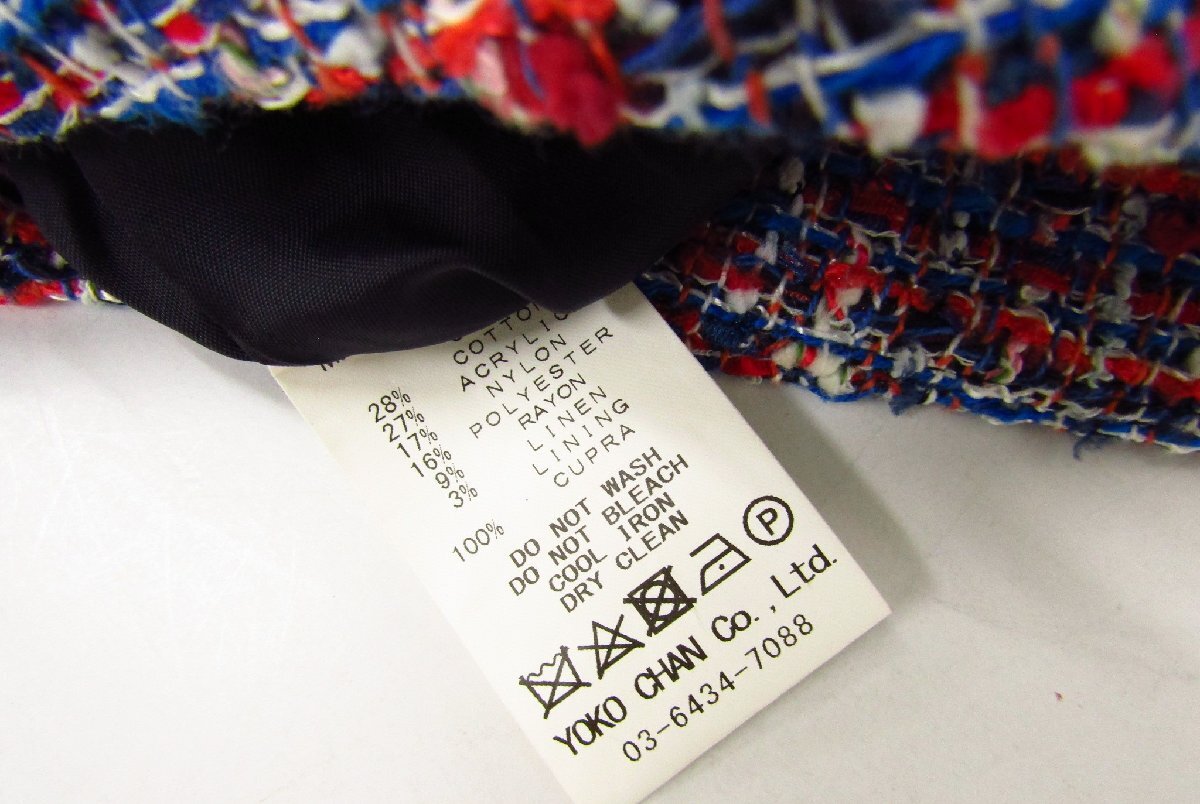 28% COTTON
27% ACRYLIC
17% NYLON
16% POLYESTER
9% RAYON
3% LINEN
LINING
100% CUPRA
DO NOT WASH
DO NOT BLEACH
COOL IRON
DRY CLEAN
P
YOKO CHAN Co.,Ltd.
03-6434-7088